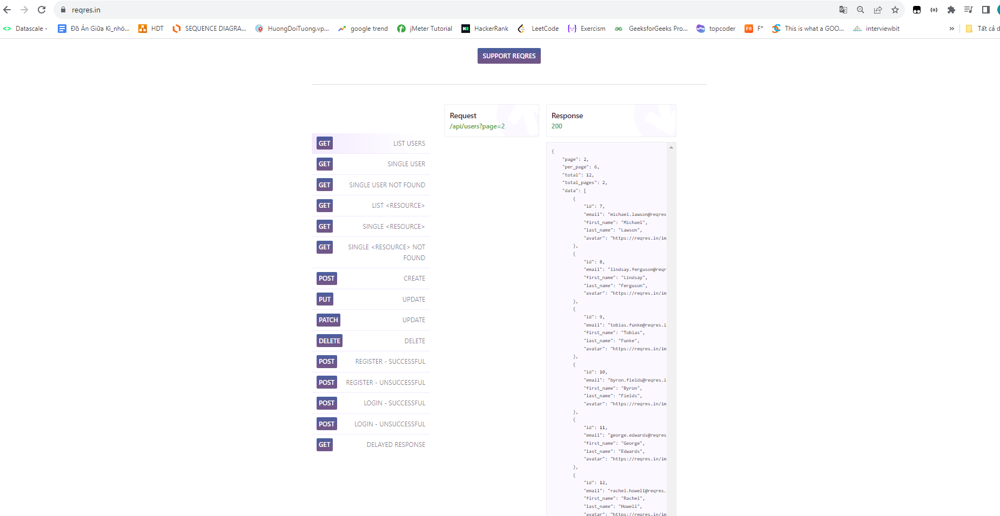 reqres.in
Datascale -
Đồ Án Giữa Kì_nhó...
HDT
SEQUENCE DIAGRA...
HuongDoiTuong.vp...
google trend
jMeter Tutorial
HackerRank
LeetCode
Exercism
GeeksforGeeks Pro...
topcoder
F8
F*
This is what a GOO...
interviewbit
»
Tất cả d
SUPPORT REQRES
GET LIST USERS
GET SINGLE USER
GET SINGLE USER NOT FOUND
GET LIST <RESOURCE>
GET SINGLE <RESOURCE>
GET SINGLE <RESOURCE> NOT
FOUND
POST CREATE
PUT UPDATE
PATCH UPDATE
DELETE DELETE
POST REGISTER - SUCCESSFUL
POST REGISTER - UNSUCCESSFUL
POST LOGIN - SUCCESSFUL
POST LOGIN - UNSUCCESSFUL
GET DELAYED RESPONSE
Request
/api/users?page=2
Response
200
{
"page": 2,
"per_page": 6,
"total": 12,
"total_pages": 2,
"data": [
{
"id": 7,
"email": "michael.lawson@reqres
"first_name": "Michael",
"last_name": "Lawson",
"avatar": "https://reqres.in/im
},
{
"id": 8,
"email": "lindsay.ferguson@reqr
"first_name": "Lindsay",
"last_name": "Ferguson",
"avatar": "https://reqres.in/im
},
{
"id": 9,
"email": "tobias.funke@reqres.i
"first_name": "Tobias",
"last_name": "Funke",
"avatar": "https://reqres.in/im
},
{
"id": 10,
"email": "byron.fields@reqres.i
"first_name": "Byron",
"last_name": "Fields",
"avatar": "https://reqres.in/im
},
{
"id": 11,
"email": "george.edwards@reqres
"first_name": "George",
"last_name": "Edwards",
"avatar": "https://reqres.in/im
},
{
"id": 12,
"email": "rachel.howell@reqres.
"first_name": "Rachel",
"last_name": "Howell",
"avatar": "https://reqres.in/im